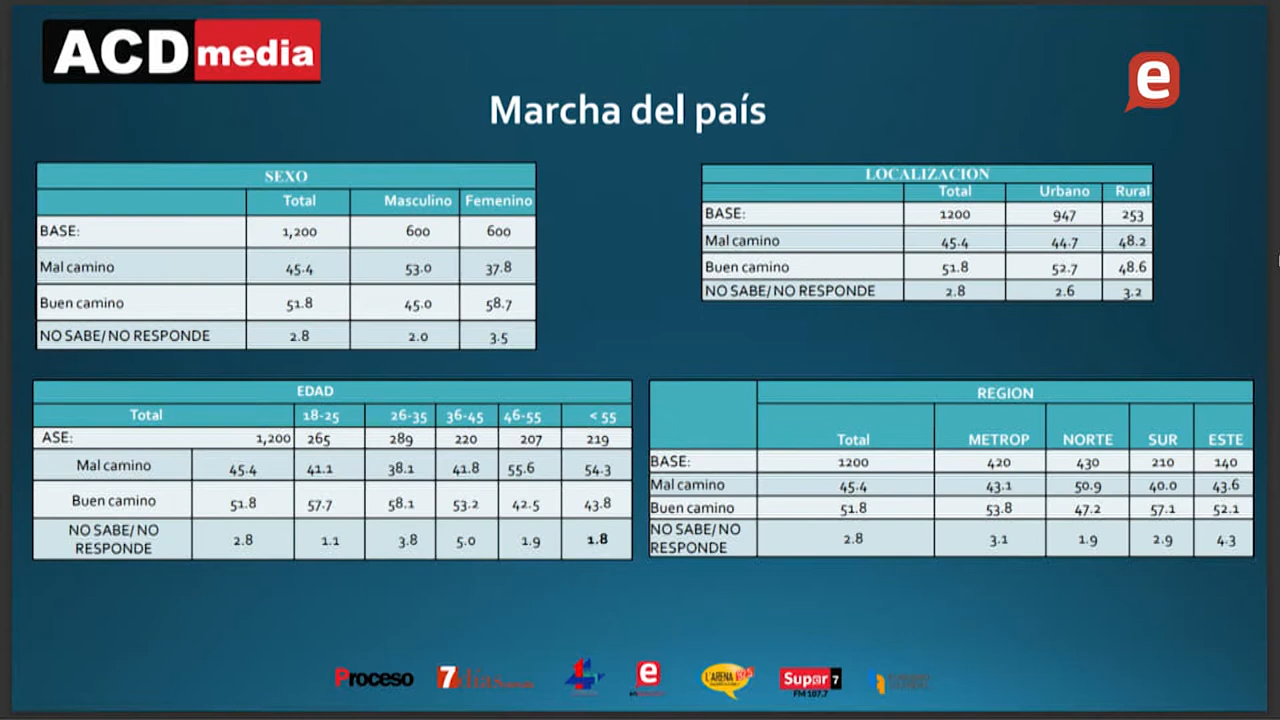 ACD media
e
Marcha del país
SEXO
Total Masculino Femenino
BASE: 1,200 600 600
Mal camino 45.4 53.0 37.8
Buen camino 51.8 45.0 58.7
NO SABE/ NO RESPONDE 2.8 2.0 3.5
LOCALIZACION
Total Urbano Rural
BASE: 1200 947 253
Mal camino 45.4 44.7 48.2
Buen camino 51.8 52.7 48.6
NO SABE/ NO RESPONDE 2.8 2.6 3.2
EDAD
Total 18-25 26-35 36-45 46-55 < 55
ASE: 1,200 265 289 220 207 219
Mal camino 45.4 41.1 38.1 41.8 55.6 54.3
Buen camino 51.8 57.7 58.1 53.2 42.5 43.8
NO SABE/ NO
RESPONDE 2.8 1.1 3.8 5.0 1.9 1.8
REGION
Total METROP NORTE SUR ESTE
BASE: 1200 420 430 210 140
Mal camino 45.4 43.1 50.9 40.0 43.6
Buen camino 51.8 53.8 47.2 57.1 52.1
NO SABE/ NO
RESPONDE 2.8 3.1 1.9 2.9 4.3
Proceso 7días e L'ARENA 92.5 Super 7
FM 107.7